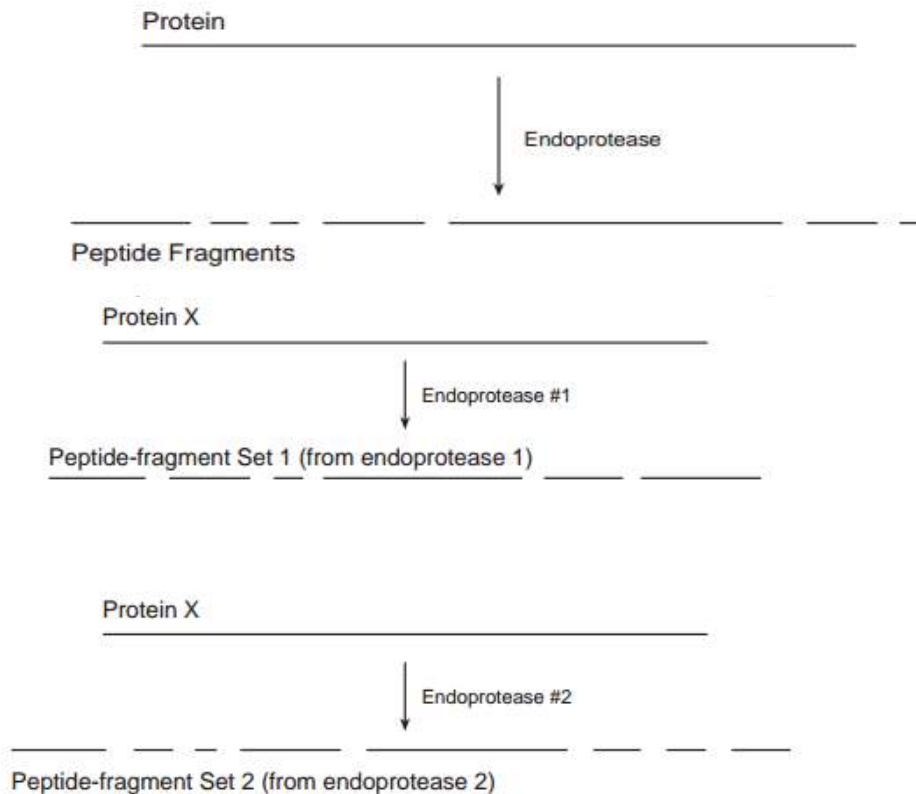 Protein
Endoprotease
Peptide Fragments
Protein X
Endoprotease #1
Peptide-fragment Set 1 (from endoprotease 1)
Protein X
Endoprotease #2
Peptide-fragment Set 2 (from endoprotease 2)